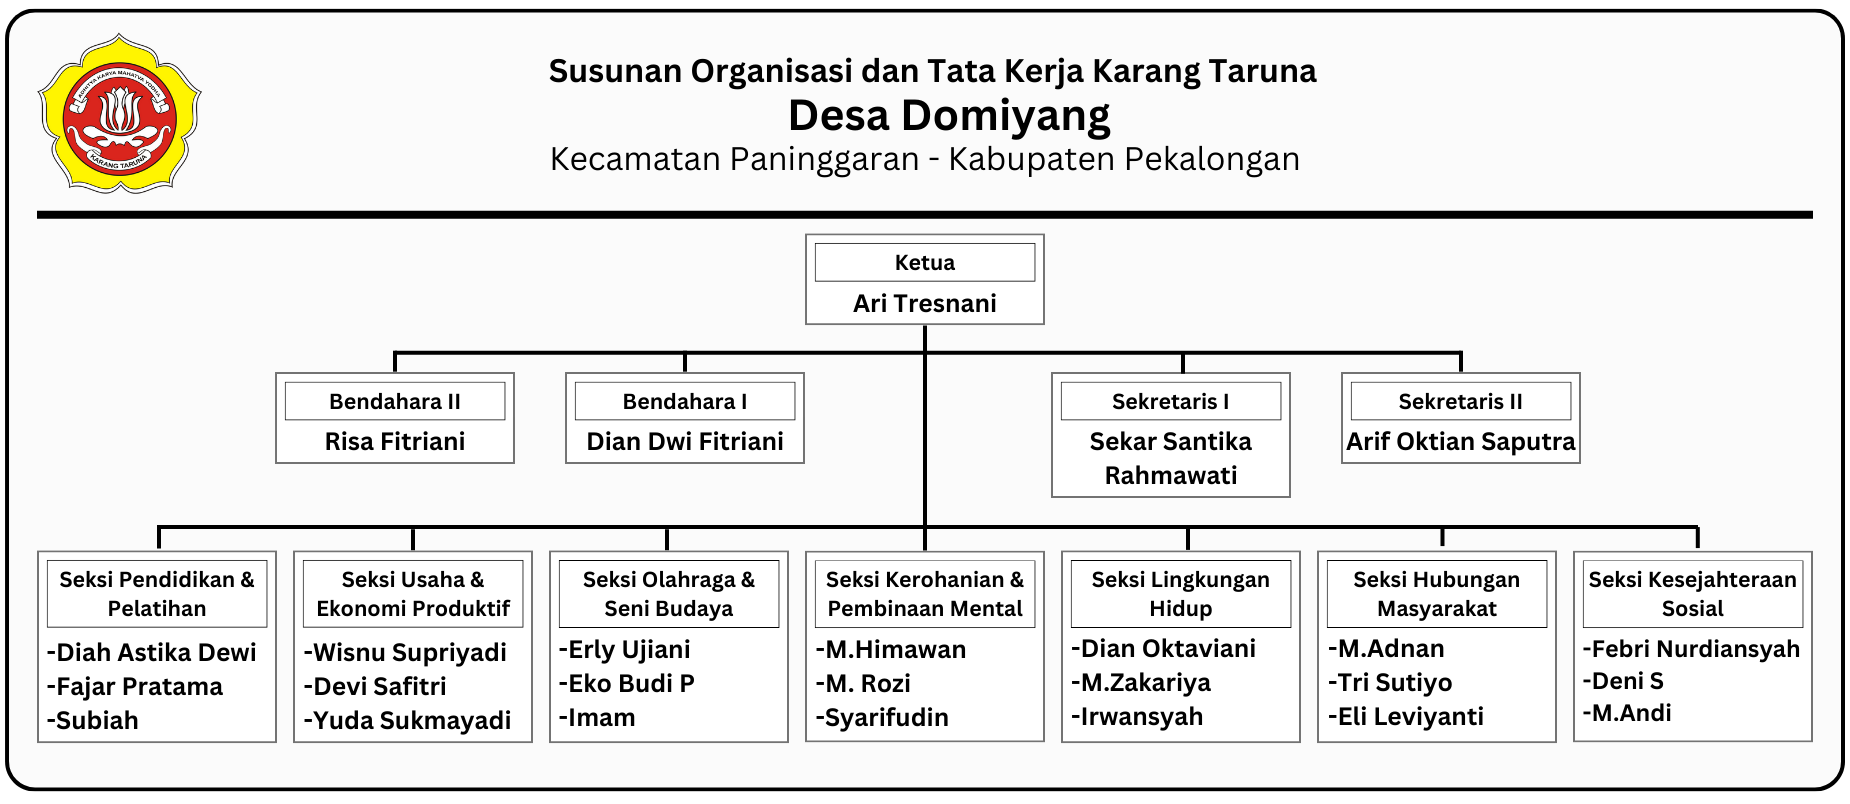 ADHITYA KARYA MAHATVA YODHA
KARANG TARUNA
Susunan Organisasi dan Tata Kerja Karang Taruna
Desa Domiyang
Kecamatan Paninggaran - Kabupaten Pekalongan
Ketua
Ari Tresnani
Bendahara II
Risa Fitriani
Bendahara I
Dian Dwi Fitriani
Sekretaris I
Sekar Santika
Rahmawati
Sekretaris II
Arif Oktian Saputra
Seksi Pendidikan &
Pelatihan
-Diah Astika Dewi
-Fajar Pratama
-Subiah
Seksi Usaha &
Ekonomi Produktif
-Wisnu Supriyadi
-Devi Safitri
-Yuda Sukmayadi
Seksi Olahraga &
Seni Budaya
-Erly Ujiani
-Eko Budi P
-Imam
Seksi Kerohanian &
Pembinaan Mental
-M.Himawan
-M. Rozi
-Syarifudin
Seksi Lingkungan
Hidup
-Dian Oktaviani
-M.Zakariya
-Irwansyah
Seksi Hubungan
Masyarakat
-M.Adnan
-Tri Sutiyo
-Eli Leviyanti
Seksi Kesejahteraan
Sosial
-Febri Nurdiansyah
-Deni S
-M.Andi